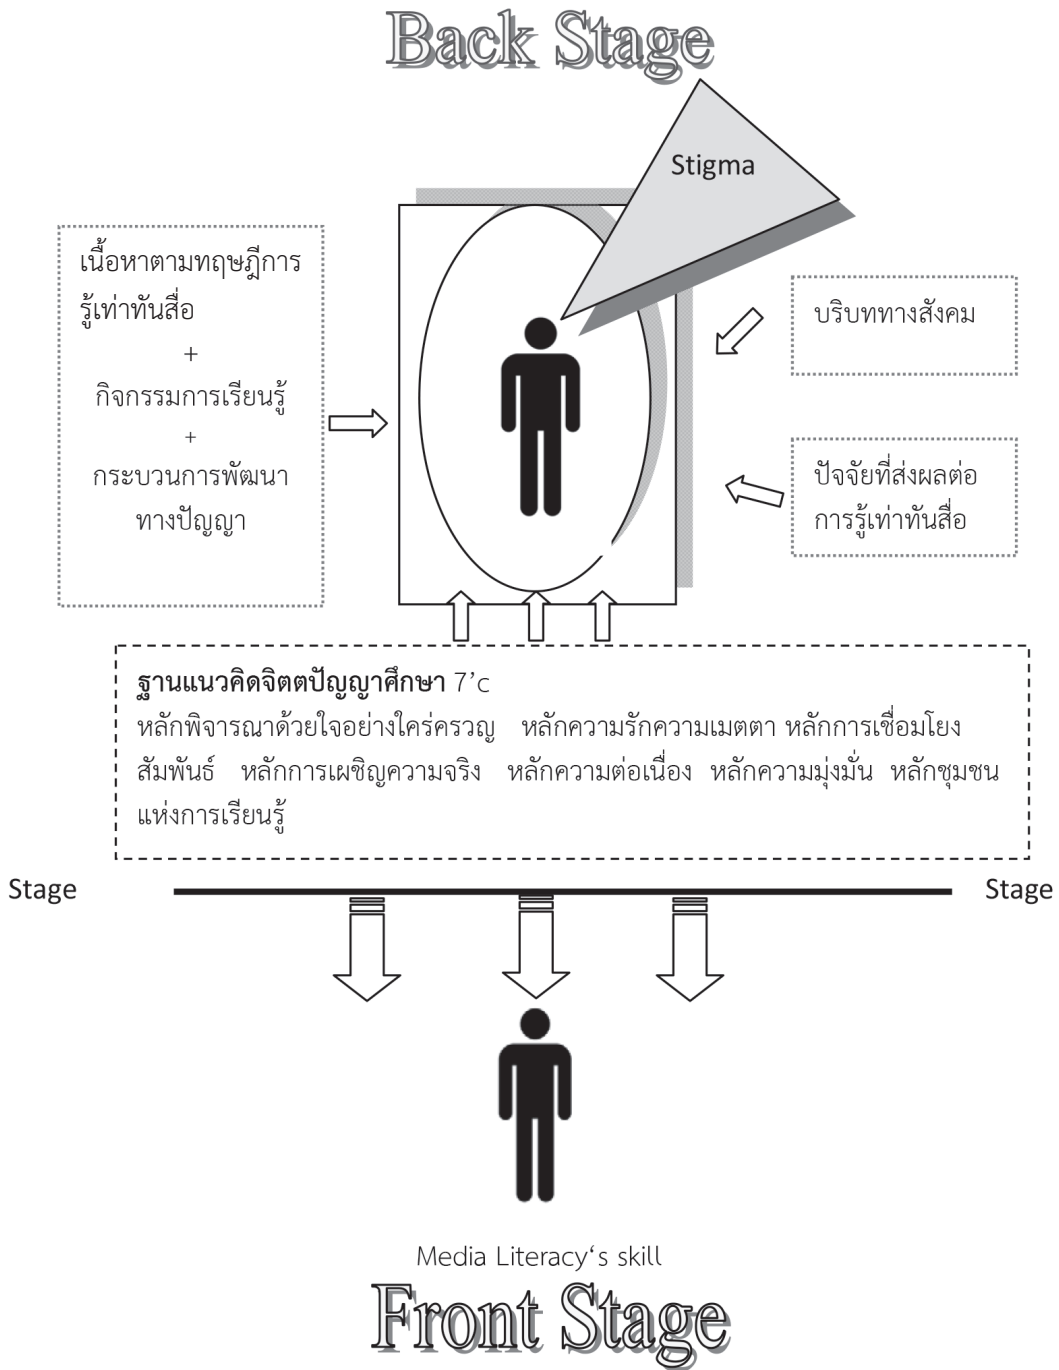 Back Stage
Stigma
เนื้อหาตามทฤษฎีการ
รู้เท่าทันสื่อ
+
กิจกรรมการเรียนรู้
+
กระบวนการพัฒนา
ทางปัญญา
บริบททางสังคม
ปัจจัยที่ส่งผลต่อ
การรู้เท่าทันสื่อ
ฐานแนวคิดจิตตปัญญาศึกษา 7’c
หลักพิจารณาด้วยใจอย่างใคร่ครวญ หลักความรักความเมตตา หลักการเชื่อมโยง
สัมพันธ์ หลักการเผชิญความจริง หลักความต่อเนื่อง หลักความมุ่งมั่น หลักชุมชน
แห่งการเรียนรู้
Stage
Stage
Media Literacy‘s skill
Front Stage